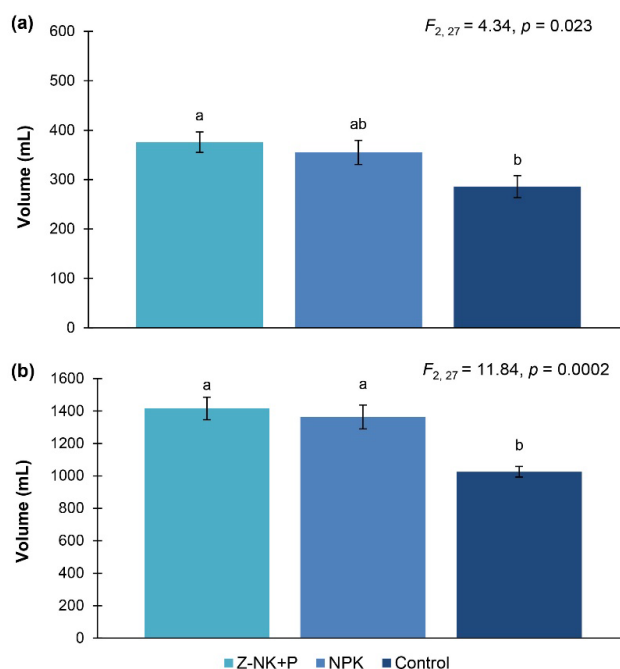 (a)
F2, 27 = 4.34, p = 0.023
Volume (mL)
600
500
400
300
200
100
0
a
ab
b
(b)
F2, 27 = 11.84, p = 0.0002
Volume (mL)
1600
1400
1200
1000
800
600
400
200
0
a
a
b
Z-NK+P NPK Control